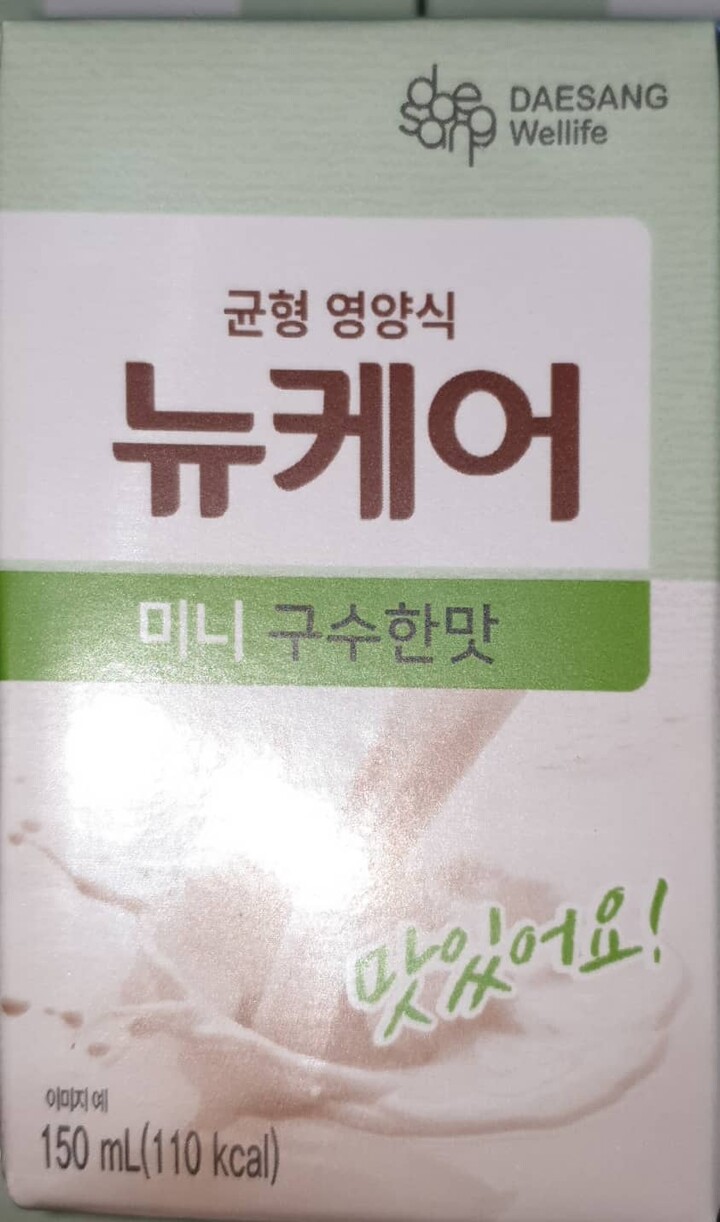 daesang
DAESANG
Wellife
균형 영양식
뉴케어
미니 구수한맛
맛있어요!
이미지 예
150 mL(110 kcal)